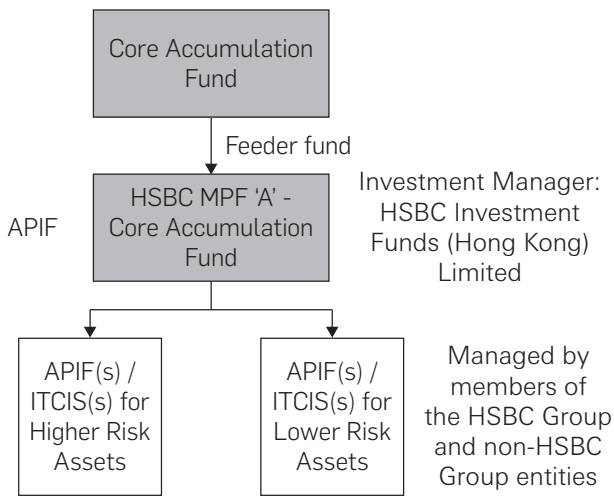 Core Accumulation
Fund
Feeder fund
APIF
HSBC MPF ‘A’ -
Core Accumulation
Fund
Investment Manager:
HSBC Investment
Funds (Hong Kong)
Limited
APIF(s) /
ITCIS(s) for
Higher Risk
Assets
APIF(s) /
ITCIS(s) for
Lower Risk
Assets
Managed by
members of
the HSBC Group
and non-HSBC
Group entities